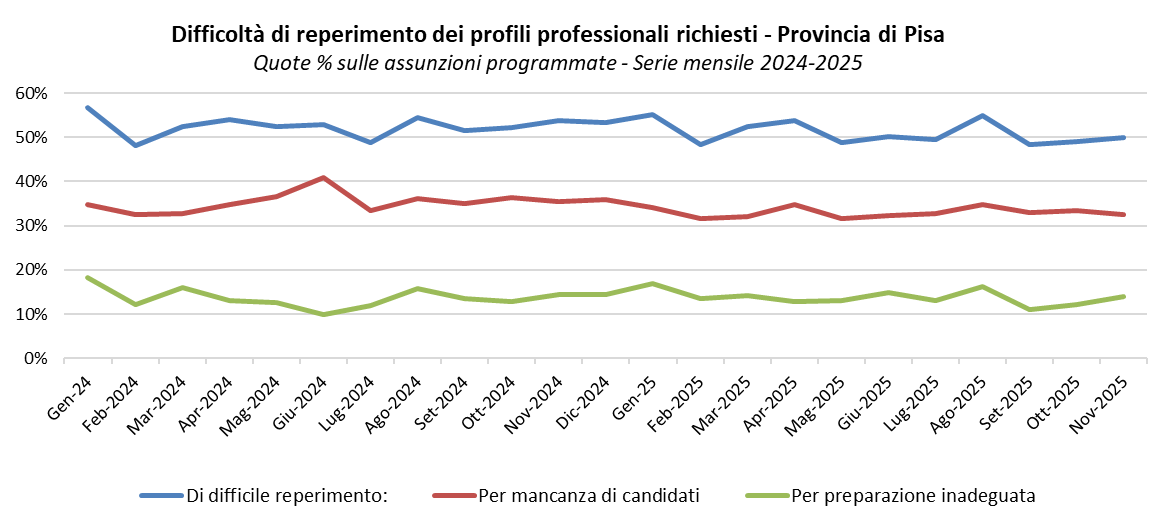 Difficoltà di reperimento dei profili professionali richiesti - Provincia di Pisa
Quote % sulle assunzioni programmate - Serie mensile 2024-2025
60%
50%
40%
30%
20%
10%
0%
Gen-24
Feb-2024
Mar-2024
Apr-2024
Mag-2024
Giu-2024
Lug-2024
Ago-2024
Set-2024
Ott-2024
Nov-2024
Dic-2024
Gen-25
Feb-2025
Mar-2025
Apr-2025
Mag-2025
Giu-2025
Lug-2025
Ago-2025
Set-2025
Ott-2025
Nov-2025
Di difficile reperimento:
Per mancanza di candidati
Per preparazione inadeguata